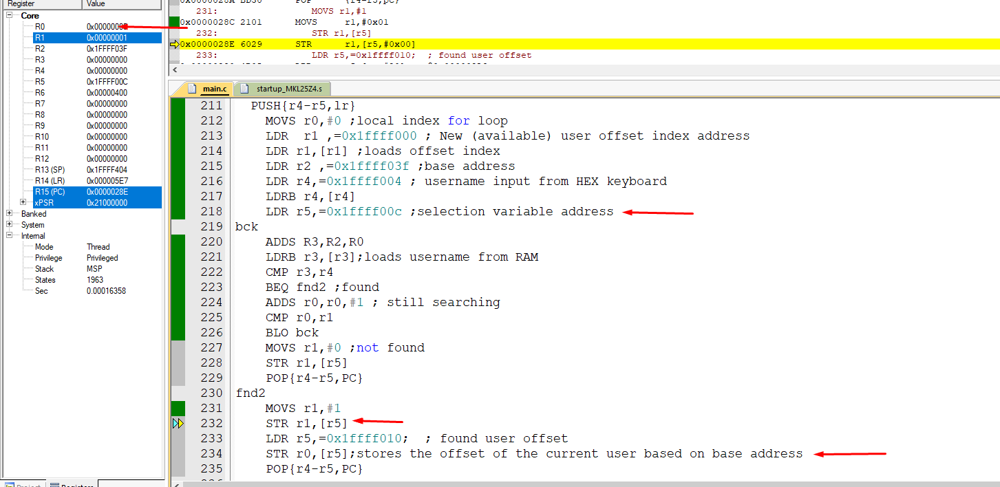 Register Value
Core
R0
R1 0x00000001
R2 0x1FFFF03F
R3 0x00000000
R4 0x00000000
R5 0x1FFFF00C
R6 0x00000400
R7 0x00000000
R8 0x00000000
R9 0x00000000
R10 0x00000000
R11 0x00000000
R12 0x00000000
R13 (SP) 0x1FFFF404
R14 (LR) 0x000005E7
R15 (PC) 0x0000028E
xPSR 0x21000000
Banked
System
Internal
Mode Thread
Privilege Privileged
Stack MSP
States 1963
Sec 0.00016358
0x0000028A BD30 POP {r4-r5,pc}
231: MOVS r1,#1
0x0000028C 2101 MOVS r1,#0x01
232: STR r1,[r5]
0x0000028E 6029 STR r1,[r5,#0x00]
233: LDR r5,=0x1ffff010; ; found user offset
main.c startup_MKL25Z4.s
211 PUSH{r4-r5,lr}
212 MOVS r0,#0 ;local index for loop
213 LDR r1 ,=0x1ffff000 ; New (available) user offset index address
214 LDR r1,[r1] ;loads offset index
215 LDR r2 ,=0x1ffff03f ;base address
216 LDR r4,=0x1ffff004 ; username input from HEX keyboard
217 LDRB r4,[r4]
218 LDR r5,=0x1ffff00c ;selection variable address
219 bck
220 ADDS R3,R2,R0
221 LDRB r3,[r3];loads username from RAM
222 CMP r3,r4
223 BEQ fnd2 ;found
224 ADDS r0,r0,#1 ; still searching
225 CMP r0,r1
226 BLO bck
227 MOVS r1,#0 ;not found
228 STR r1,[r5]
229 POP{r4-r5,PC}
230 fnd2
231 MOVS r1,#1
232 STR r1,[r5]
233 LDR r5,=0x1ffff010; ; found user offset
234 STR r0,[r5];stores the offset of the current user based on base address
235 POP{r4-r5,PC}
Project Registers